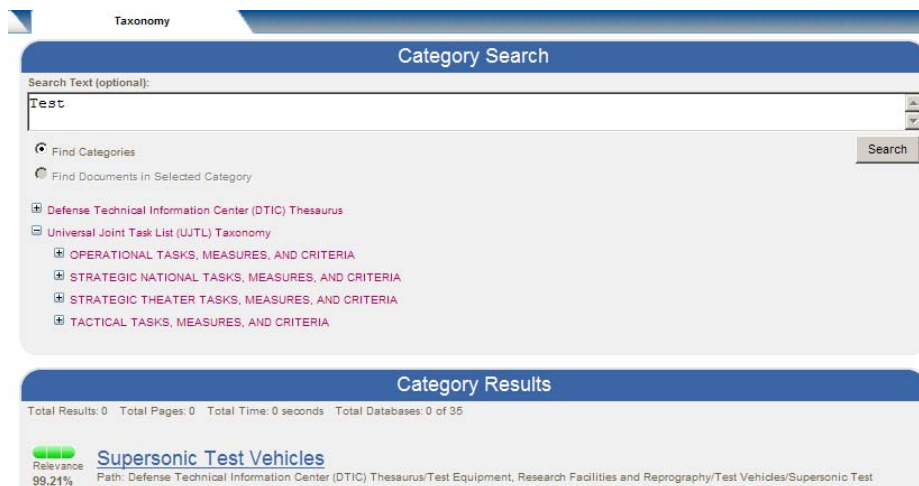 Taxonomy
Category Search
Search Text (optional):
Test
Find Categories
Search
Find Documents in Selected Category
Defense Technical Information Center (DTIC) Thesaurus
Universal Joint Task List (UJTL) Taxonomy
OPERATIONAL TASKS, MEASURES, AND CRITERIA
STRATEGIC NATIONAL TASKS, MEASURES, AND CRITERIA
STRATEGIC THEATER TASKS, MEASURES, AND CRITERIA
TACTICAL TASKS, MEASURES, AND CRITERIA
Category Results
Total Results: 0 Total Pages: 0 Total Time: 0 seconds Total Databases: 0 of 35
Supersonic Test Vehicles
Relevance
99.21%
Path: Defense Technical Information Center (DTIC) Thesaurus/Test Equipment, Research Facilities and Reprography/Test Vehicles/Supersonic Test